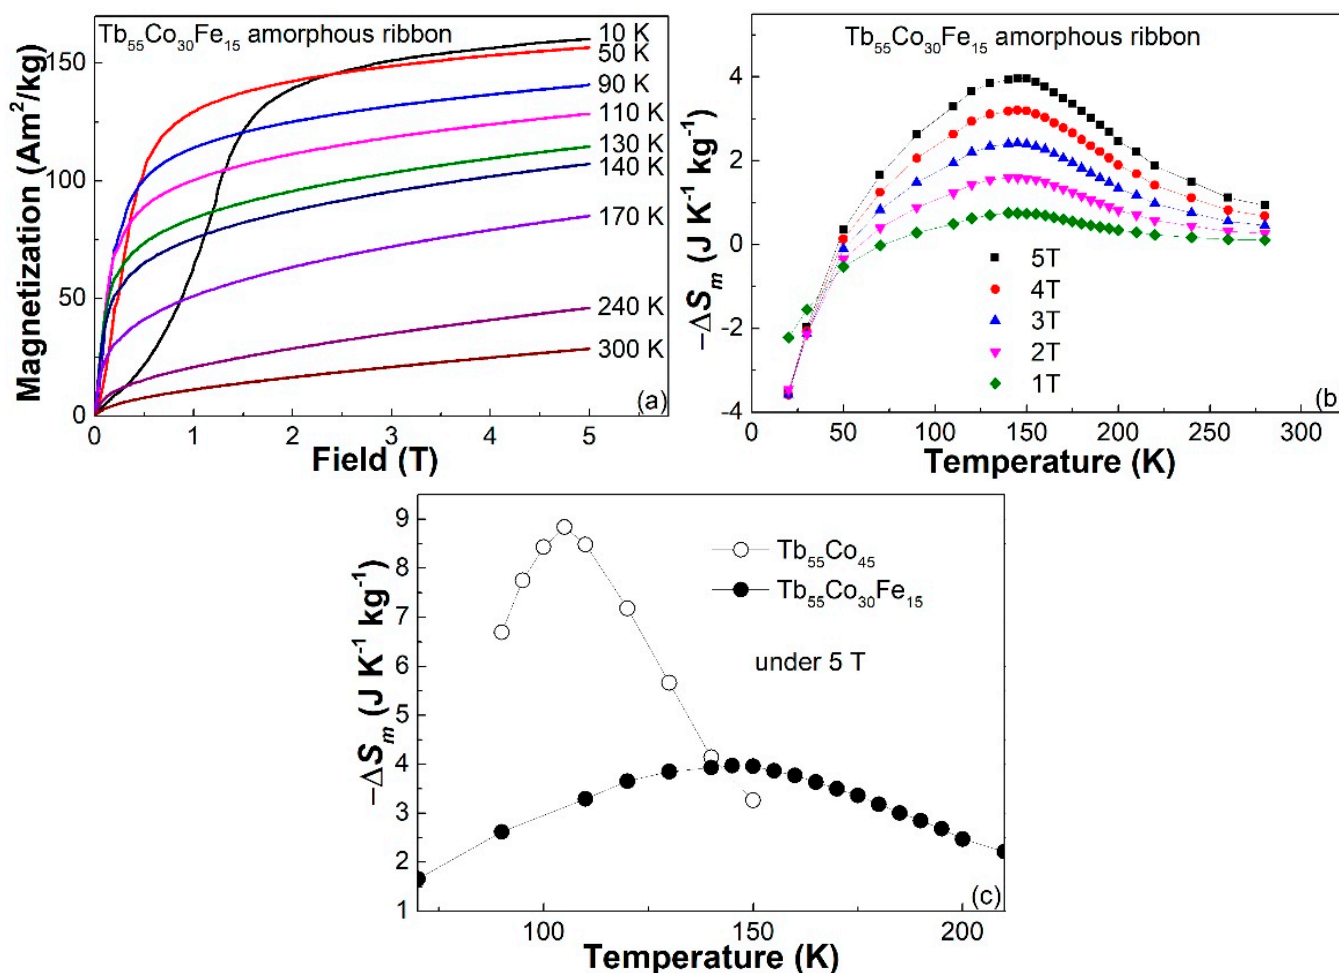 Tb₅₅Co₃₀Fe₁₅ amorphous ribbon
10 K
50 K
90 K
110 K
130 K
140 K
170 K
240 K
300 K
150
100
50
0
0 1 2 3 4 5
Magnetization (Am²/kg)
Field (T)
(a)
Tb₅₅Co₃₀Fe₁₅ amorphous ribbon
4
2
0
-2
-4
−ΔSₘ (J K⁻¹ kg⁻¹)
5T
4T
3T
2T
1T
(b)
0 50 100 150 200 250 300
Temperature (K)
9
8
7
6
5
4
3
2
1
−ΔSₘ (J K⁻¹ kg⁻¹)
Tb₅₅Co₄₅
Tb₅₅Co₃₀Fe₁₅
under 5 T
(c)
100 150 200
Temperature (K)